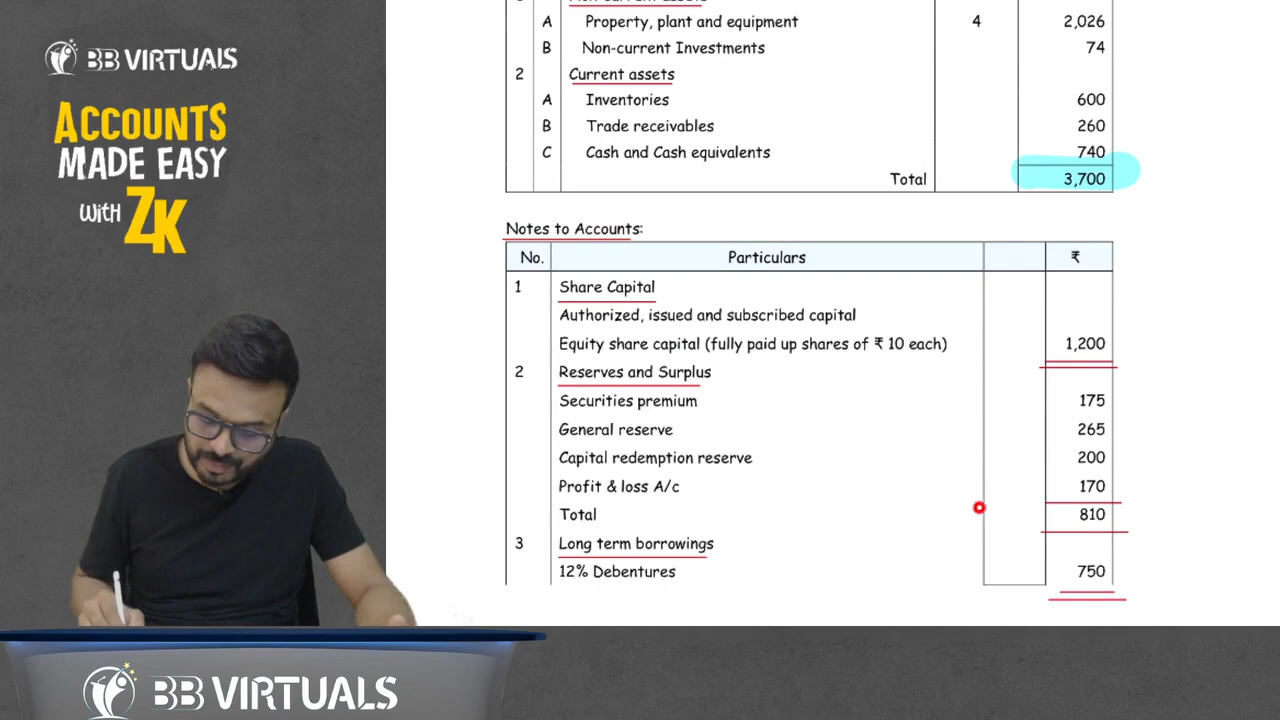 BB VIRTUALS
ACCOUNTS
MADE EASY
with ZK
A Property, plant and equipment 4 2,026
B Non-current Investments 74
2 Current assets
A Inventories 600
B Trade receivables 260
C Cash and Cash equivalents 740
Total 3,700
Notes to Accounts:
No. Particulars ₹
1 Share Capital
Authorized, issued and subscribed capital
Equity share capital (fully paid up shares of ₹ 10 each) 1,200
2 Reserves and Surplus
Securities premium 175
General reserve 265
Capital redemption reserve 200
Profit & loss A/c 170
Total 810
3 Long term borrowings
12% Debentures 750
BB VIRTUALS